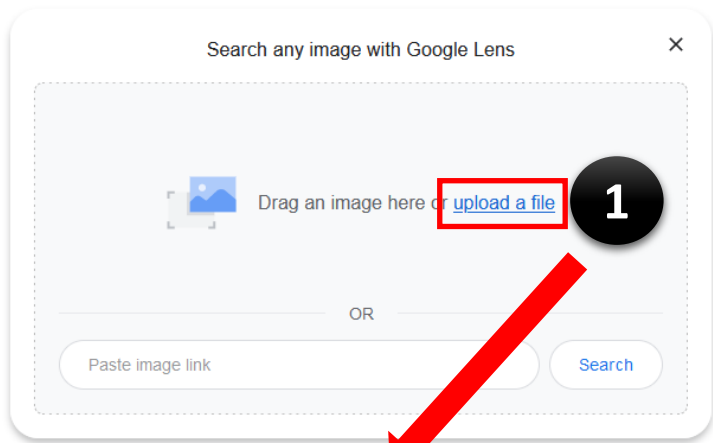 Search any image with Google Lens
Drag an image here or upload a file
1
OR
Paste image link
Search